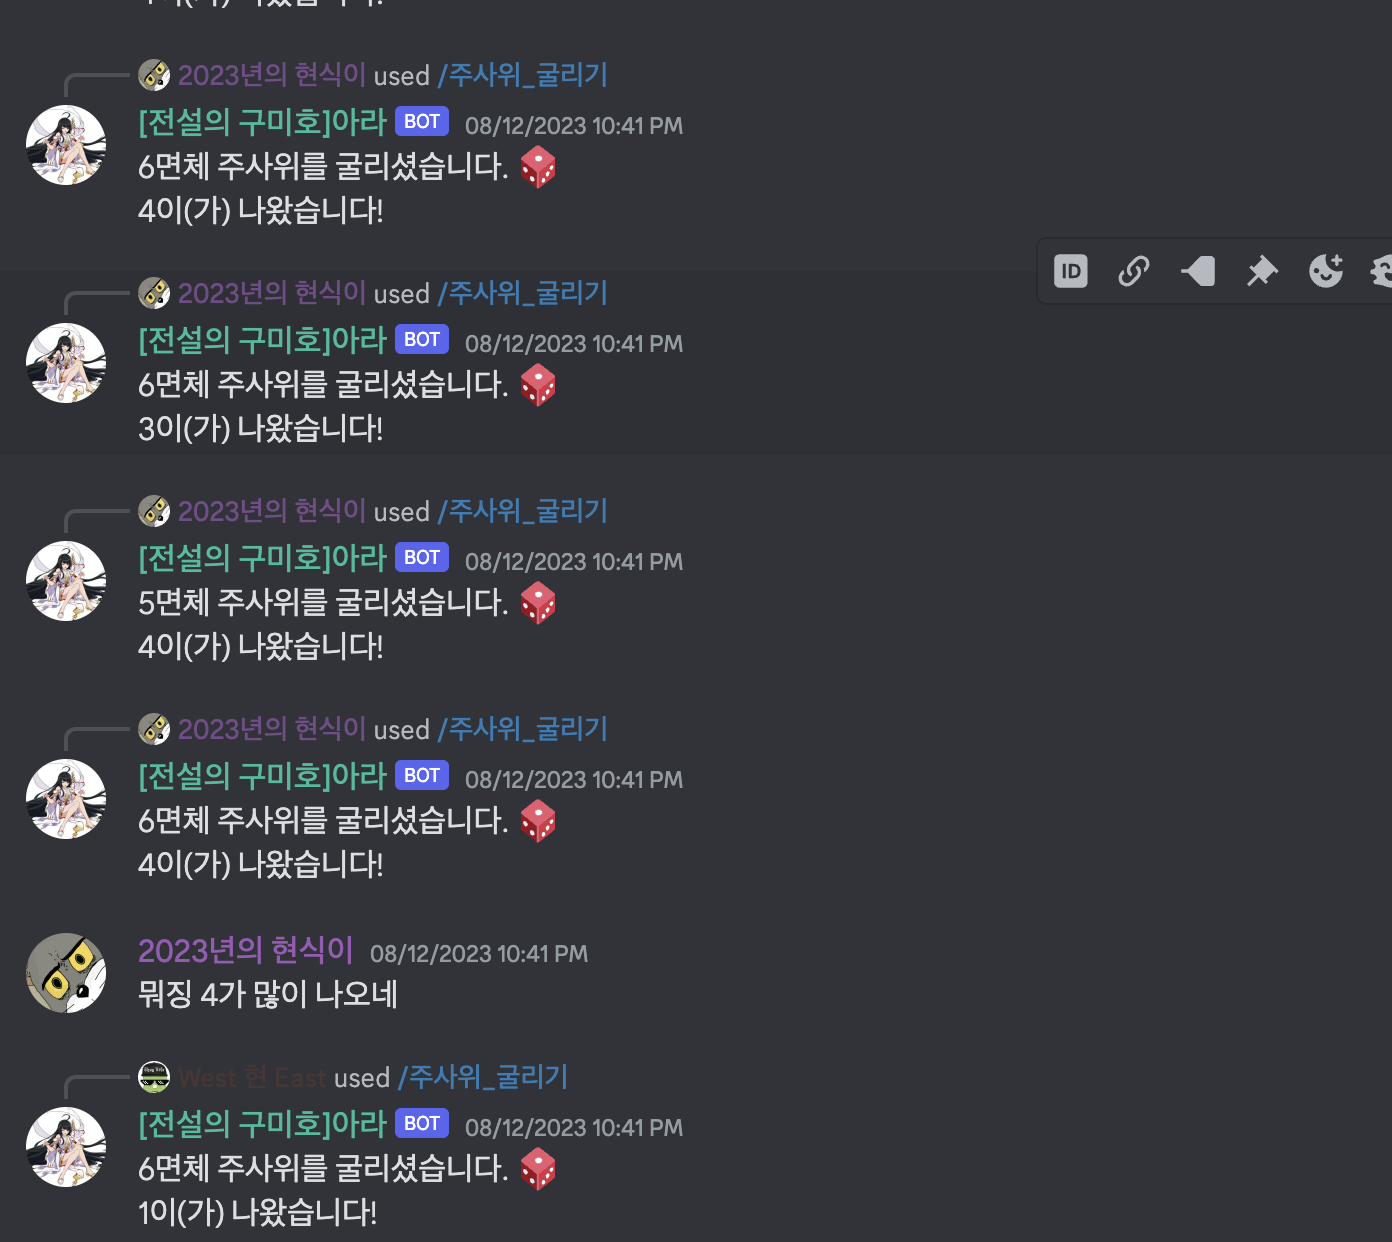 2023년의 현식이 used /주사위_굴리기
[전설의 구미호]아라 BOT 08/12/2023 10:41 PM
6면체 주사위를 굴리셨습니다.
4이(가) 나왔습니다!
ID
2023년의 현식이 used /주사위_굴리기
[전설의 구미호]아라 BOT 08/12/2023 10:41 PM
6면체 주사위를 굴리셨습니다.
3이(가) 나왔습니다!
2023년의 현식이 used /주사위_굴리기
[전설의 구미호]아라 BOT 08/12/2023 10:41 PM
5면체 주사위를 굴리셨습니다.
4이(가) 나왔습니다!
2023년의 현식이 used /주사위_굴리기
[전설의 구미호]아라 BOT 08/12/2023 10:41 PM
6면체 주사위를 굴리셨습니다.
4이(가) 나왔습니다!
2023년의 현식이 08/12/2023 10:41 PM
뭐징 4가 많이 나오네
West 현 East used /주사위_굴리기
[전설의 구미호]아라 BOT 08/12/2023 10:41 PM
6면체 주사위를 굴리셨습니다.
1이(가) 나왔습니다!